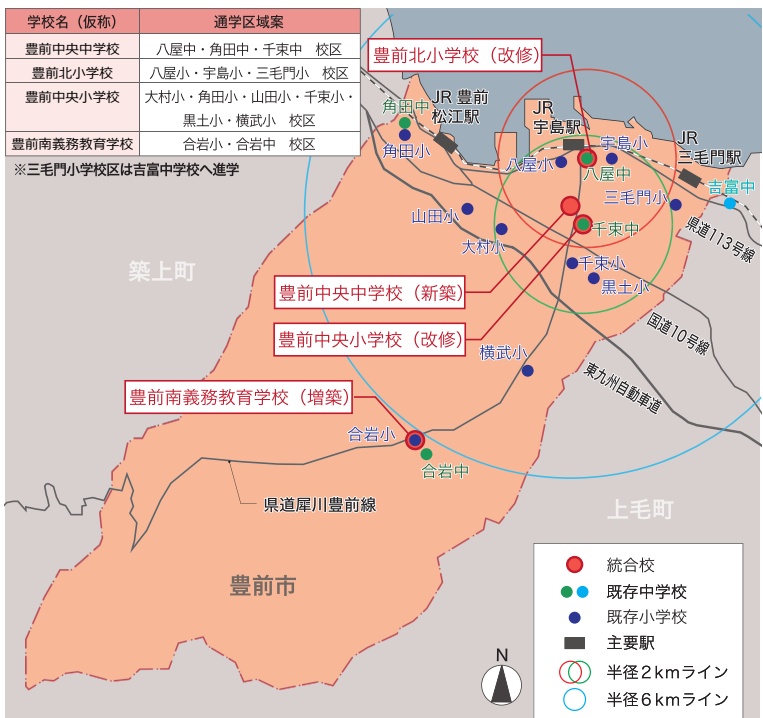 学校名（仮称）　通学区域案
豊前中央中学校　八屋中・角田中・千束中　校区
豊前北小学校　八屋小・宇島小・三毛門小　校区
豊前中央小学校　大村小・角田小・山田小・千束小・
黒土小・横武小　校区
豊前南義務教育学校　合岩小・合岩中　校区
※三毛門小学校区は吉富中学校へ進学
豊前北小学校（改修）
JR 豊前
松江駅
角田中
角田小
JR
宇島駅
宇島小
八屋小
八屋中
JR
三毛門駅
吉富中
三毛門小
山田小
大村小
千束中
県道113号線
千束小
黒土小
築上町
豊前中央中学校（新築）
豊前中央小学校（改修）
国道10号線
横武小
東九州自動車道
豊前南義務教育学校（増築）
合岩小
合岩中
県道犀川豊前線
上毛町
豊前市
N
統合校
既存中学校
既存小学校
主要駅
半径2kmライン
半径6kmライン